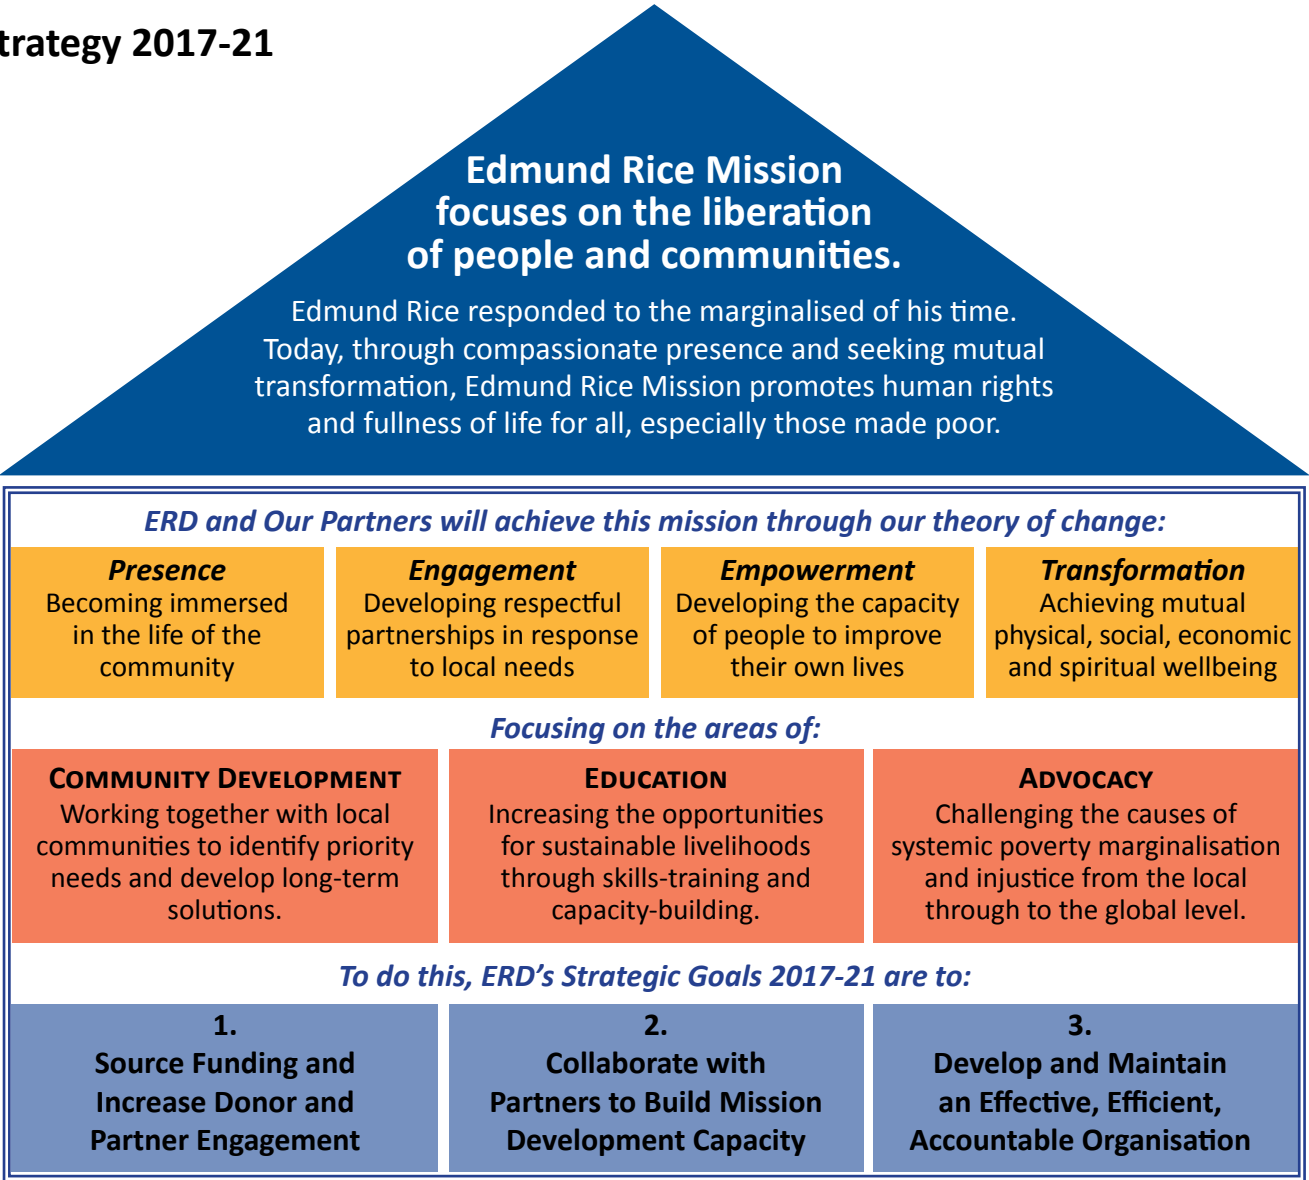 trategy 2017-21
Edmund Rice Mission
focuses on the liberation
of people and communities.
Edmund Rice responded to the marginalised of his time.
Today, through compassionate presence and seeking mutual
transformation, Edmund Rice Mission promotes human rights
and fullness of life for all, especially those made poor.
ERD and Our Partners will achieve this mission through our theory of change:
Presence
Becoming immersed
in the life of the
community
Engagement
Developing respectful
partnerships in response
to local needs
Empowerment
Developing the capacity
of people to improve
their own lives
Transformation
Achieving mutual
physical, social, economic
and spiritual wellbeing
Focusing on the areas of:
COMMUNITY DEVELOPMENT
Working together with local
communities to identify priority
needs and develop long-term
solutions.
EDUCATION
Increasing the opportunities
for sustainable livelihoods
through skills-training and
capacity-building.
ADVOCACY
Challenging the causes of
systemic poverty marginalisation
and injustice from the local
through to the global level.
To do this, ERD's Strategic Goals 2017-21 are to:
1.
Source Funding and
Increase Donor and
Partner Engagement
2.
Collaborate with
Partners to Build Mission
Development Capacity
3.
Develop and Maintain
an Effective, Efficient,
Accountable Organisation